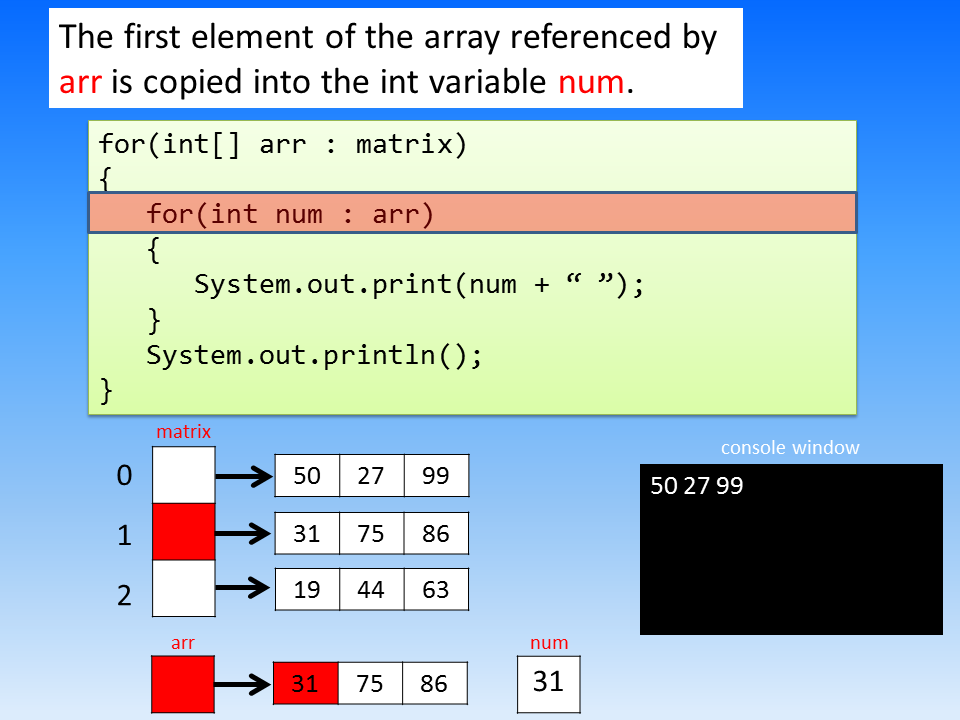 The first element of the array referenced by
arr is copied into the int variable num.
for(int[] arr : matrix)
{
for(int num : arr)
{
System.out.print(num + “ ”);
}
System.out.println();
}
matrix
console window
0
50 27 99
50 27 99
1
31 75 86
2
19 44 63
arr
num
31 75 86
31